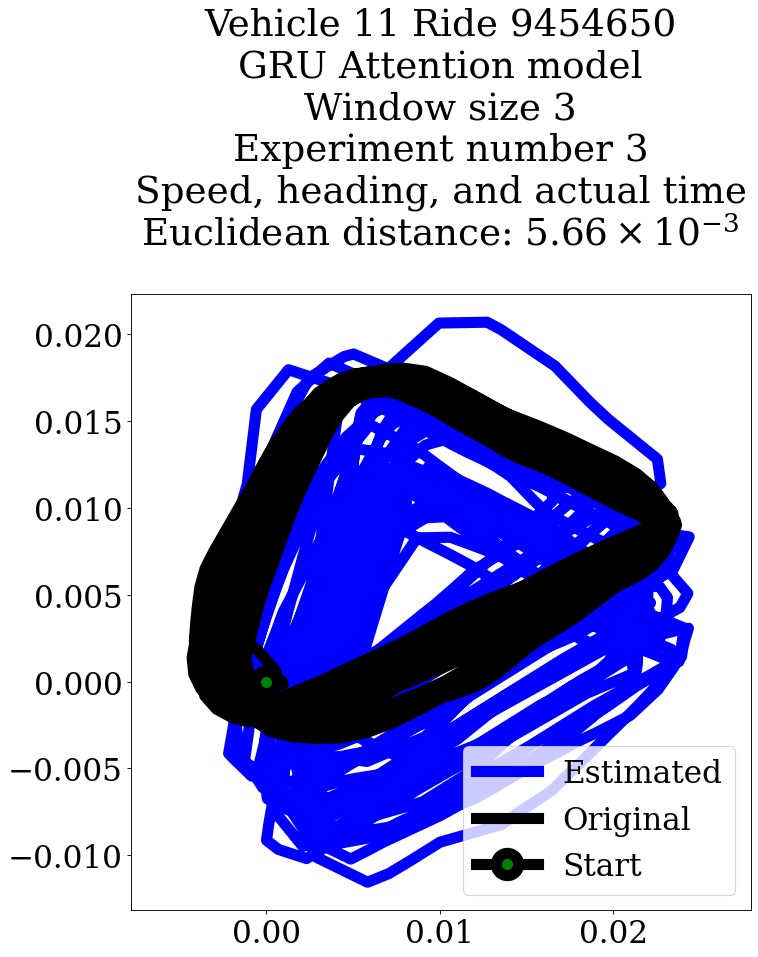 Vehicle 11 Ride 9454650
GRU Attention model
Window size 3
Experiment number 3
Speed, heading, and actual time
Euclidean distance: 5.66 × 10⁻³
0.020
0.015
0.010
0.005
0.000
−0.005
−0.010
Estimated
Original
Start
0.00 0.01 0.02